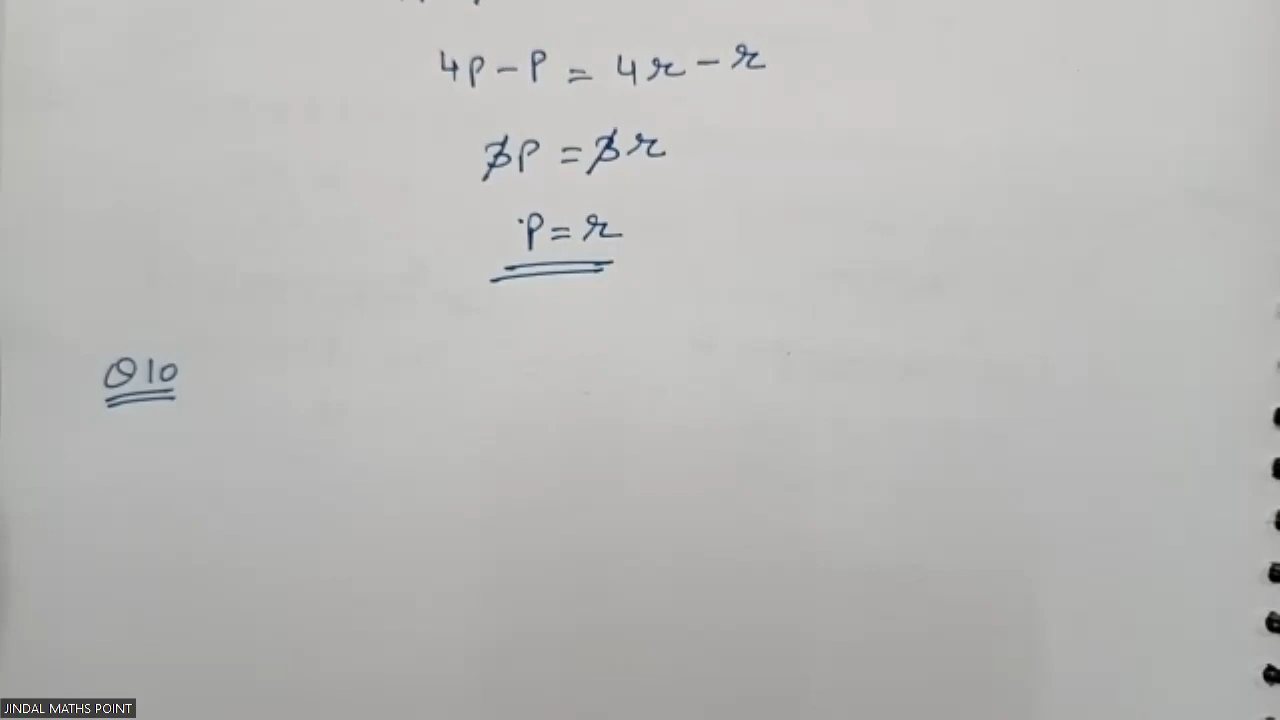 4p - p = 4r - r
3p = 3r
p = r
Q10
JINDAL MATHS POINT